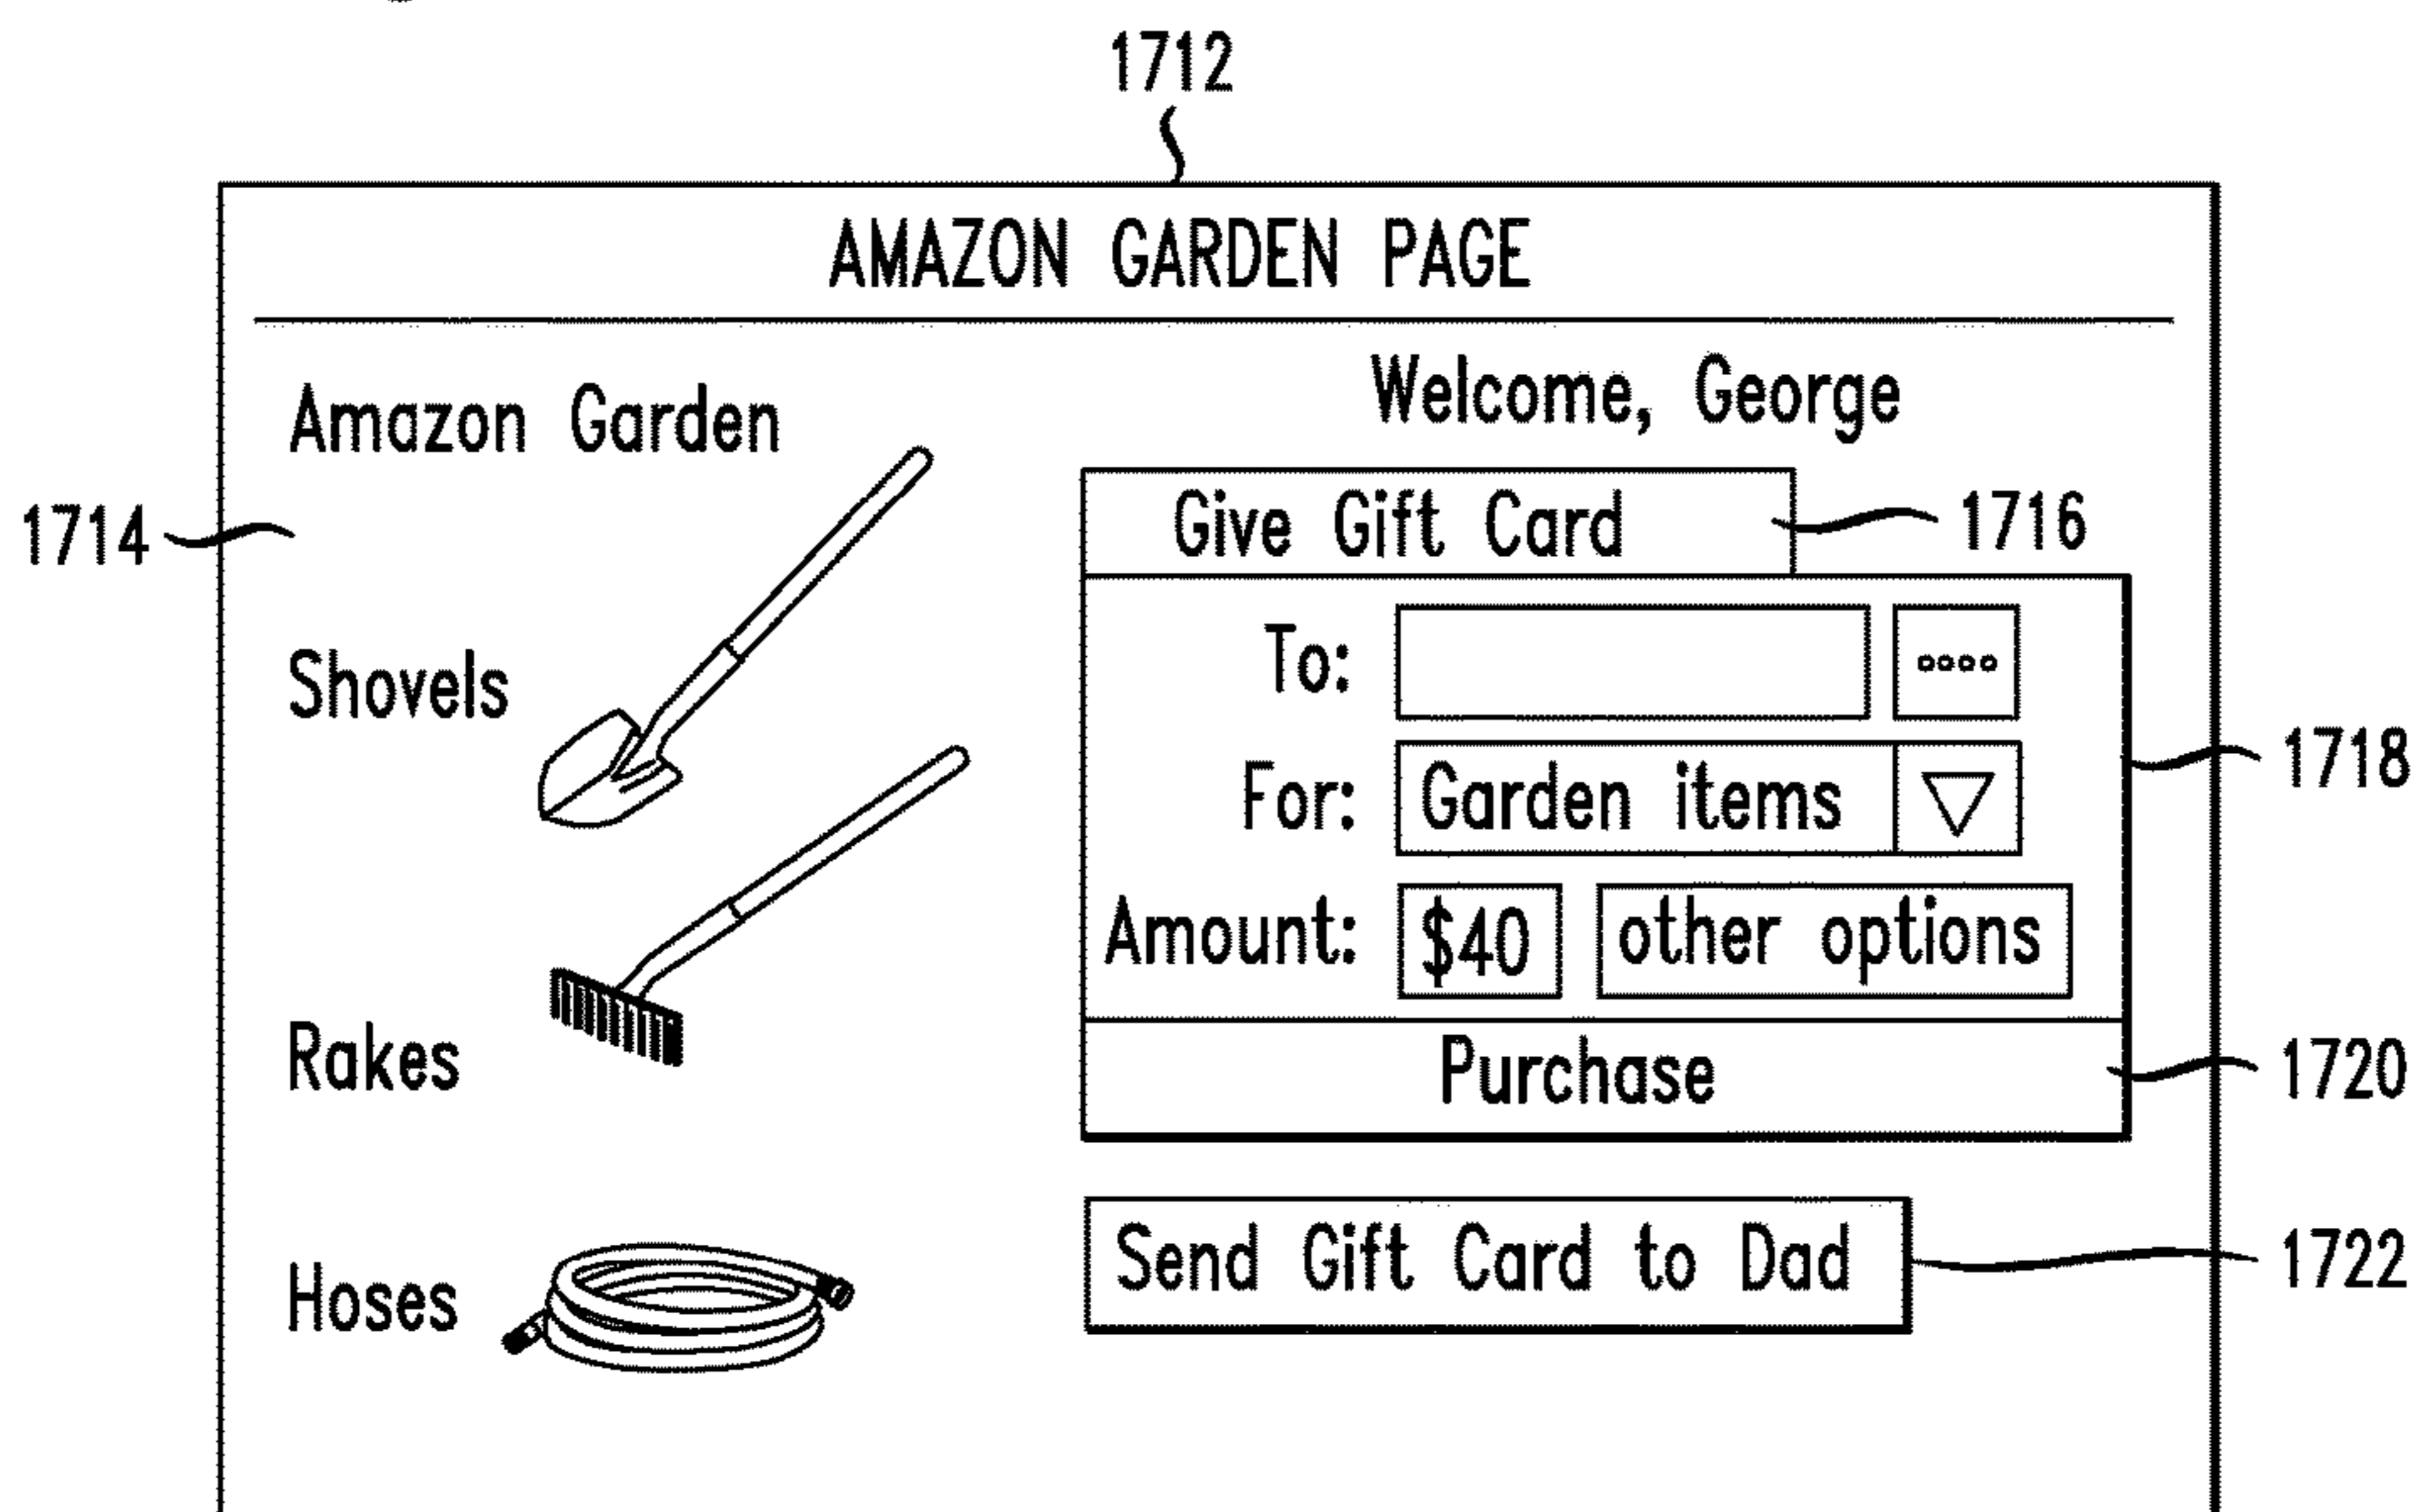 1712
AMAZON GARDEN PAGE
Amazon Garden
Welcome, George
1714
Give Gift Card
1716
Shovels
To:
For: Garden items
1718
Amount: $40 other options
Rakes
Purchase
1720
Hoses
Send Gift Card to Dad
1722